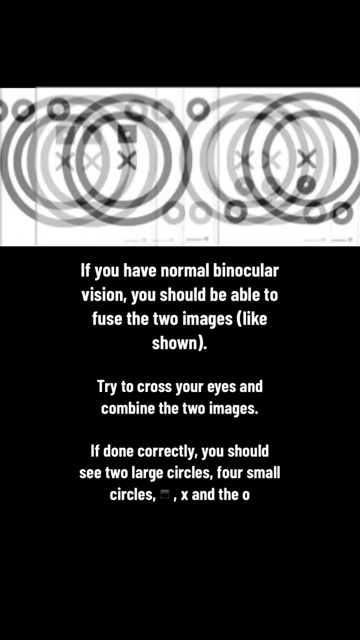 If you have normal binocular
vision, you should be able to
fuse the two images (like
shown).
Try to cross your eyes and
combine the two images.
If done correctly, you should
see two large circles, four small
circles, ◾ , x and the o